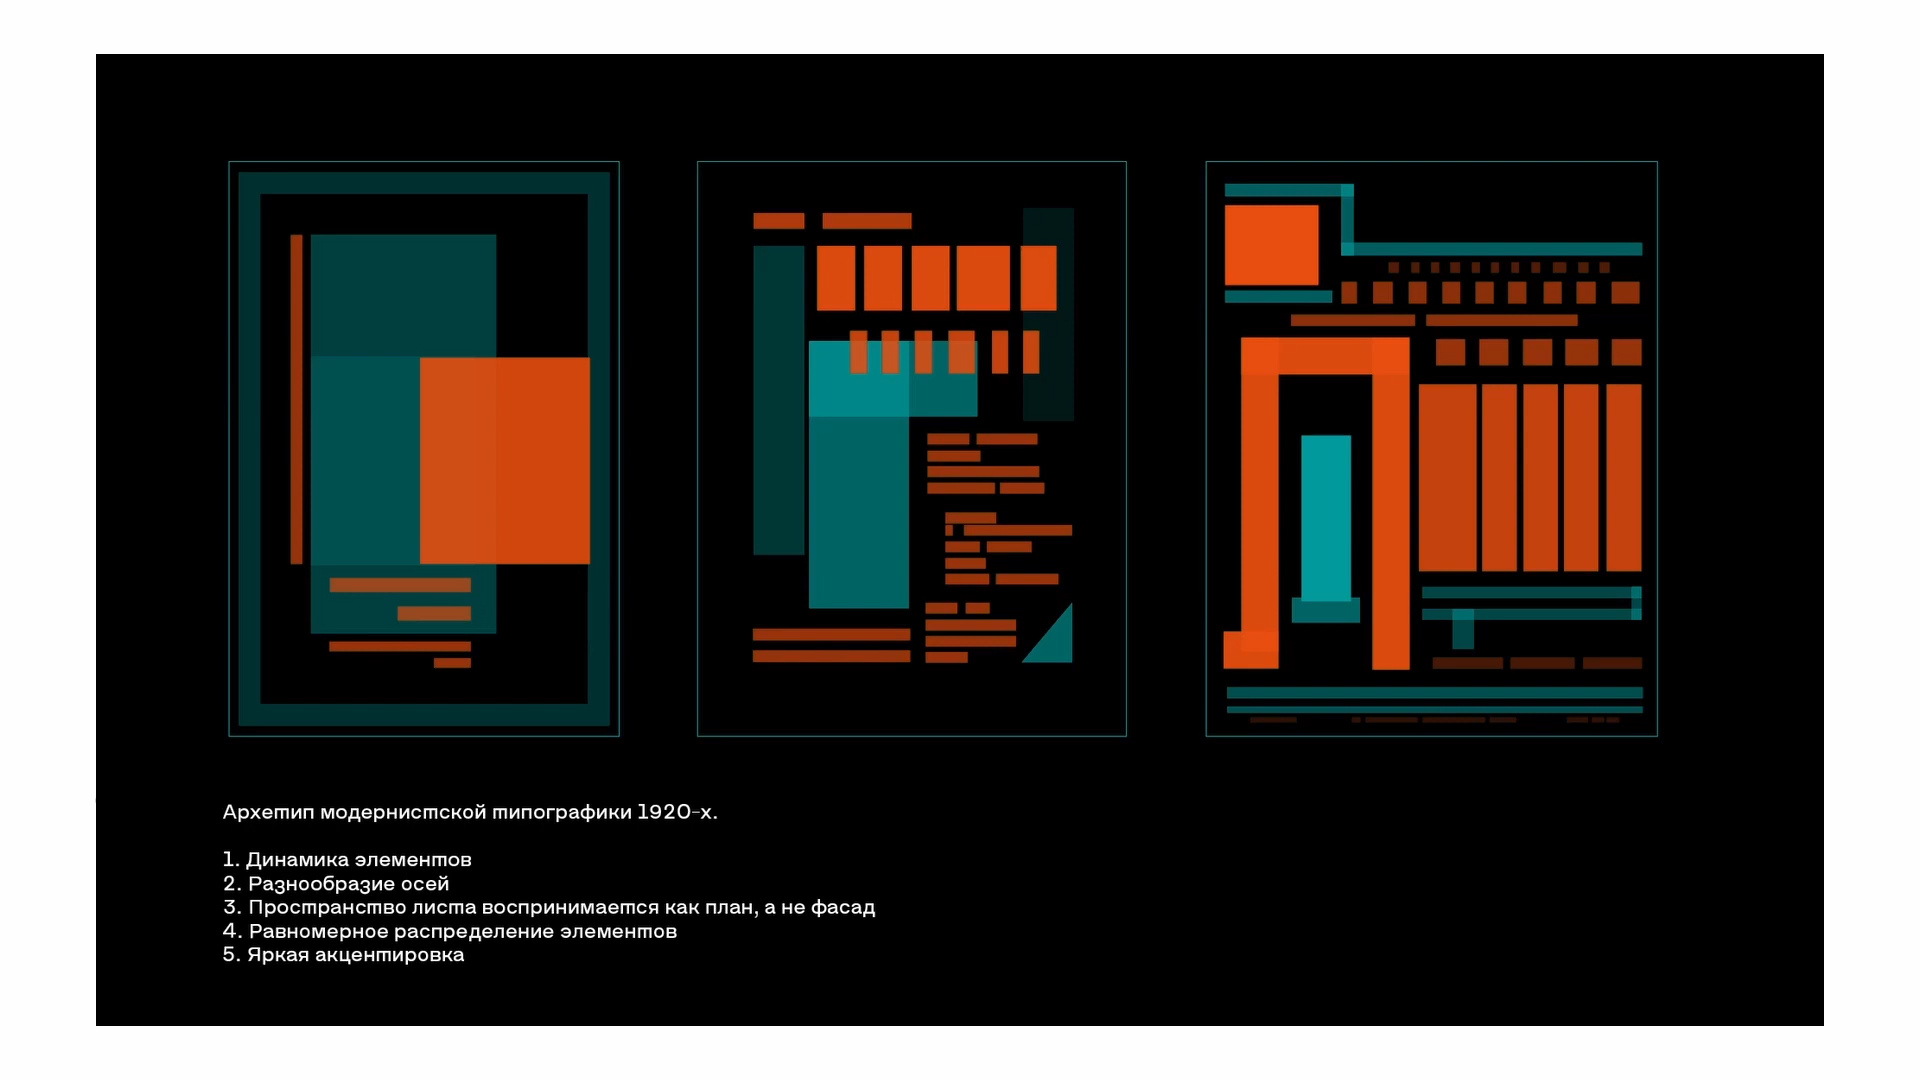 Архетип модернистской типографики 1920-х.
1. Динамика элементов
2. Разнообразие осей
3. Пространство листа воспринимается как план, а не фасад
4. Равномерное распределение элементов
5. Яркая акцентировка